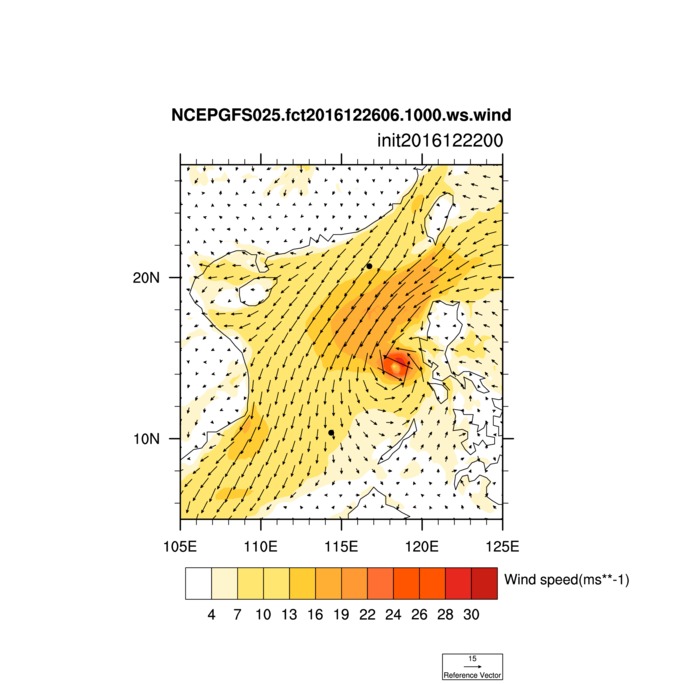 NCEPGFS025.fct2016122606.1000.ws.wind
init2016122200
20N
10N
105E 110E 115E 120E 125E
Wind speed(ms**-1)
4 7 10 13 16 19 22 24 26 28 30
15
Reference Vector